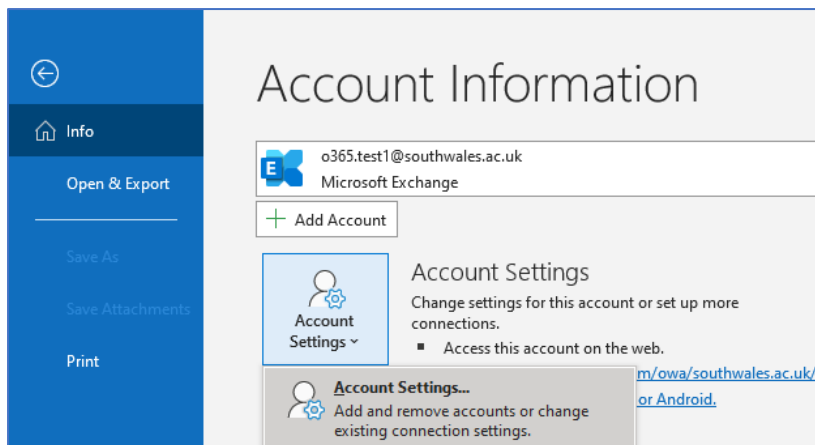 Account Information
Info
o365.test1@southwales.ac.uk
E
Microsoft Exchange
Open & Export
Add Account
Save As
Save Attachments
Print
Account
Settings
Account Settings
Change settings for this account or set up more
connections.
▪ Access this account on the web.
m/owa/southwales.ac.uk/
or Android.
Account Settings...
Add and remove accounts or change
existing connection settings.